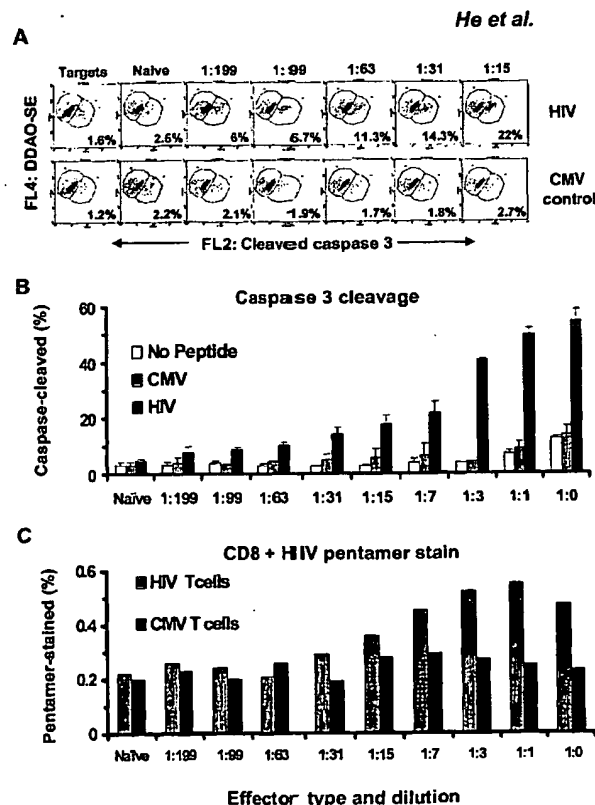 He et al.
A
Targets Naive 1:199 1:99 1:63 1:31 1:15
FL4: DDAO-SE
1.6% 2.6% 6% 6.7% 11.3% 14.3% 22%
HIV
1.2% 2.2% 2.1% 1.9% 1.7% 1.8% 2.7%
CMV
control
FL2: Cleaved caspase 3
B
Caspase 3 cleavage
Caspase-cleaved (%)
60
40
20
0
No Peptide
CMV
HIV
Naïve 1:199 1:99 1:63 1:31 1:15 1:7 1:3 1:1 1:0
C
CD8 + HIV pentamer stain
Pentamer-stained (%)
0.6
0.4
0.2
0
HIV Tcells
CMV T cells
Naïve 1:199 1:99 1:63 1:31 1:15 1:7 1:3 1:1 1:0
Effector type and dilution